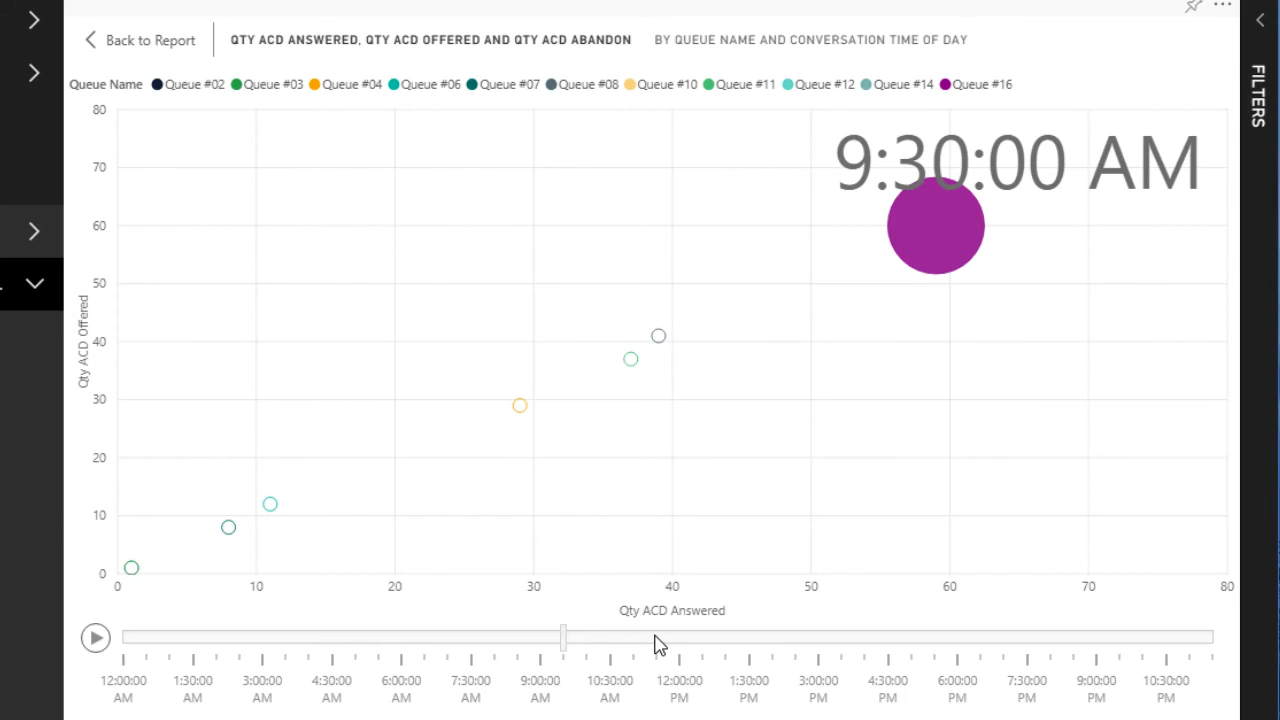 Back to Report
QTY ACD ANSWERED, QTY ACD OFFERED AND QTY ACD ABANDON BY QUEUE NAME AND CONVERSATION TIME OF DAY
Queue Name Queue #02 Queue #03 Queue #04 Queue #06 Queue #07 Queue #08 Queue #10 Queue #11 Queue #12 Queue #14 Queue #16
FILTERS
9:30:00 AM
80
70
60
50
40
30
20
10
0
Qty ACD Offered
0 10 20 30 40 50 60 70 80
Qty ACD Answered
12:00:00 AM
1:30:00 AM
3:00:00 AM
4:30:00 AM
6:00:00 AM
7:30:00 AM
9:00:00 AM
10:30:00 AM
12:00:00 PM
1:30:00 PM
3:00:00 PM
4:30:00 PM
6:00:00 PM
7:30:00 PM
9:00:00 PM
10:30:00 PM